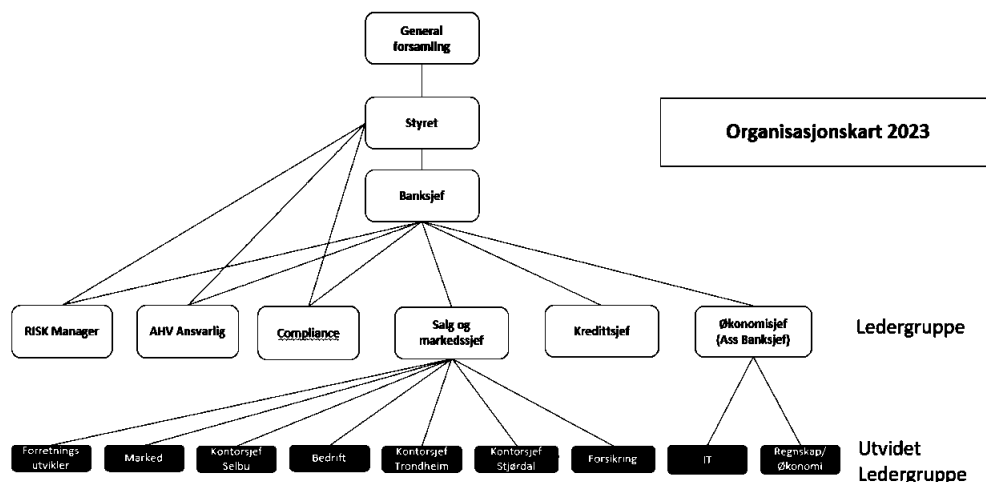 General
forsamling
Styret
Organisasjonskart 2023
Banksjef
RISK Manager
AHV Ansvarlig
Compliance
Salg og
markedssjef
Kredittsjef
Økonomisjef
(Ass Banksjef)
Ledergruppe
Forretnings
utvikler
Marked
Kontorsjef
Selbu
Bedrift
Kontorsjef
Trondheim
Kontorsjef
Stjørdal
Forsikring
IT
Regnskap/
Økonomi
Utvidet
Ledergruppe